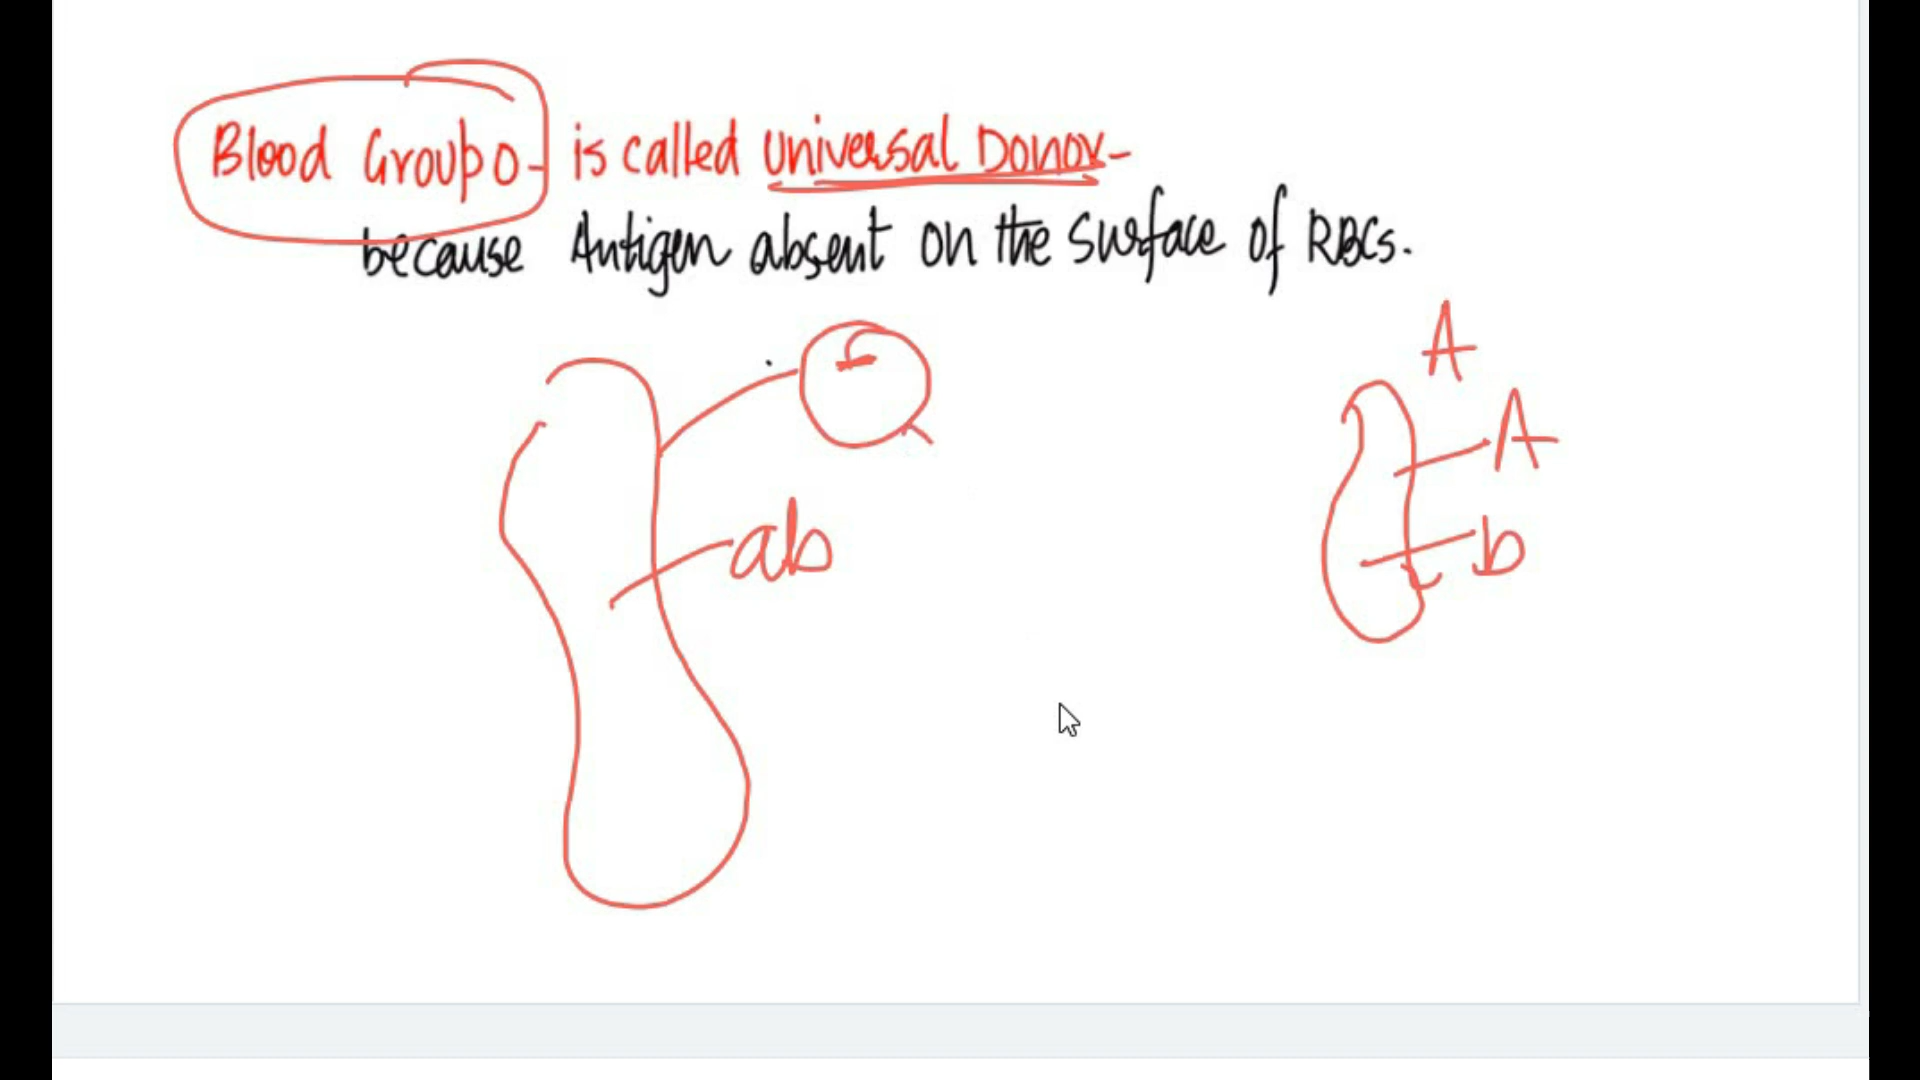 Blood Group O- is called Universal Donor-
because Antigen absent on the surface of RBCs.
A
A
ab
b